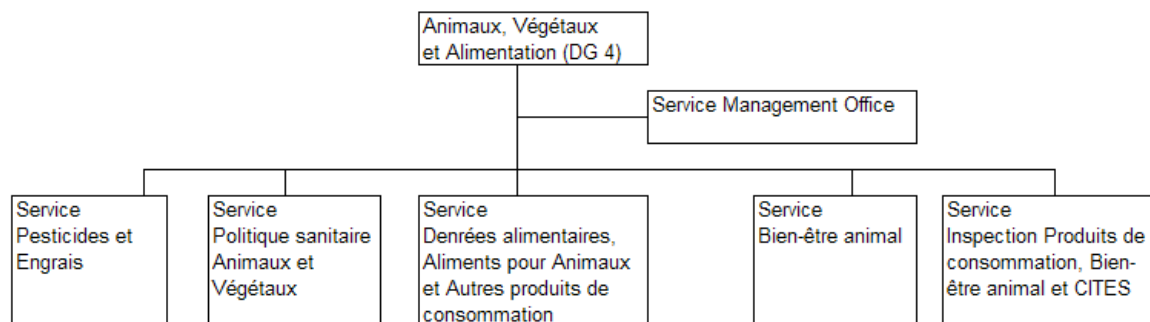 Animaux, Végétaux
et Alimentation (DG 4)
Service Management Office
Service
Pesticides et
Engrais
Service
Politique sanitaire
Animaux et
Végétaux
Service
Denrées alimentaires,
Aliments pour Animaux
et Autres produits de
consommation
Service
Bien-être animal
Service
Inspection Produits de
consommation, Bien-
être animal et CITES